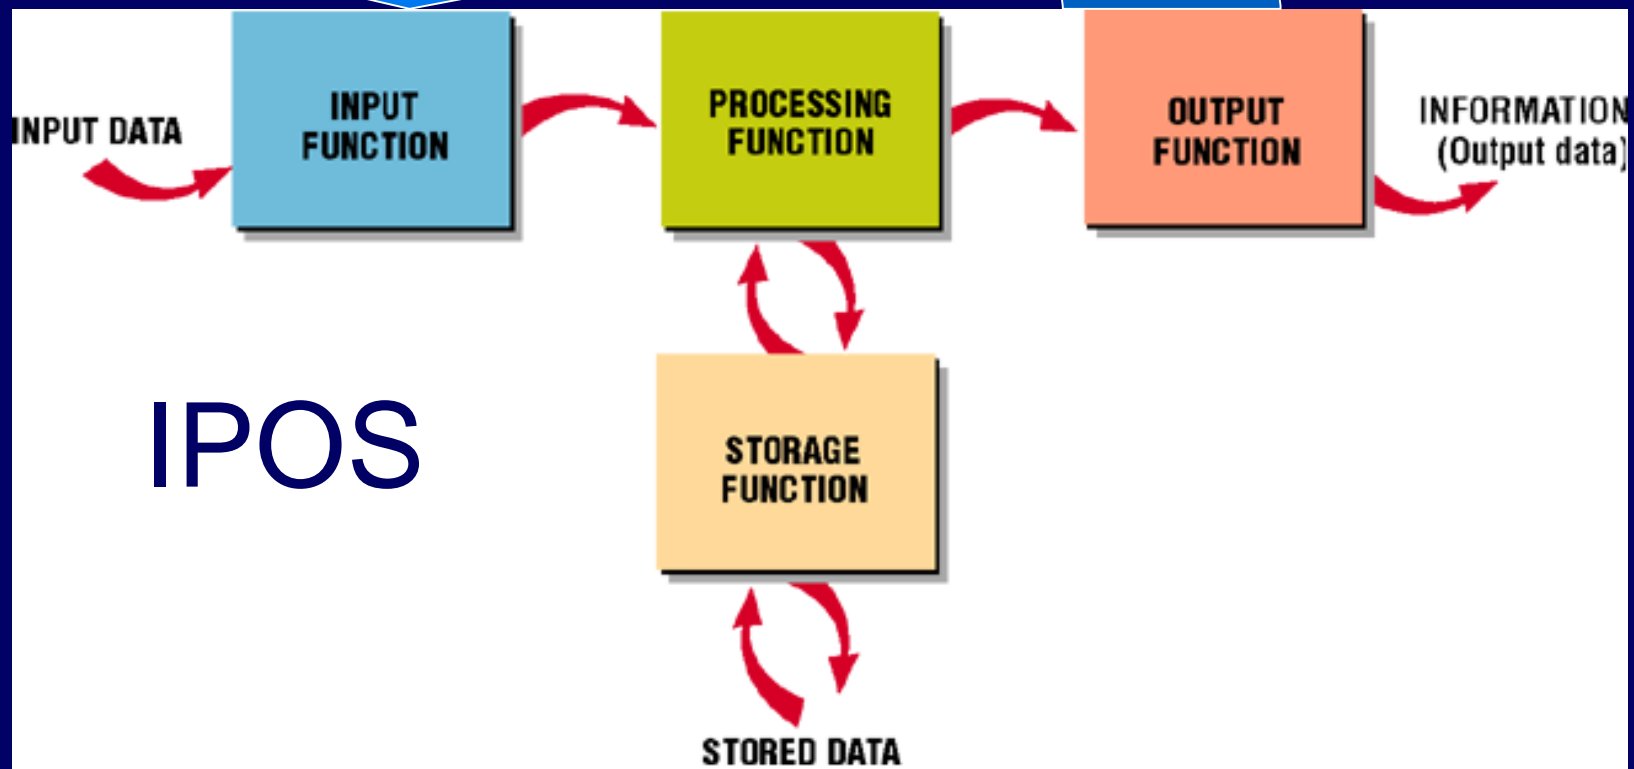 INPUT DATA
INPUT
FUNCTION
PROCESSING
FUNCTION
OUTPUT
FUNCTION
INFORMATION
(Output data)
IPOS
STORAGE
FUNCTION
STORED DATA